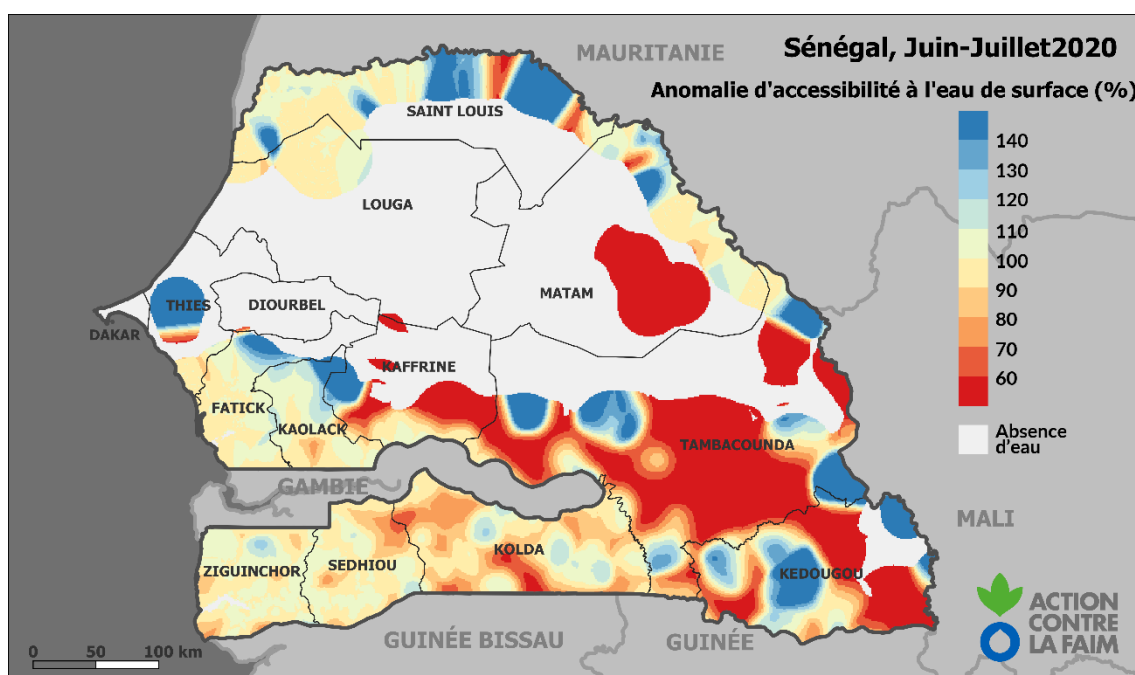 MAURITANIE
Sénégal, Juin-Juillet2020
Anomalie d'accessibilité à l'eau de surface (%)
140
130
120
110
100
90
80
70
60
Absence
d'eau
SAINT LOUIS
LOUGA
MATAM
THIES
DIOURBEL
DAKAR
KAFFRINE
FATICK
KAOLACK
TAMBACOUNDA
GAMBIE
MALI
ZIGUINCHOR
SEDHIOU
KOLDA
KEDOUGOU
GUINÉE BISSAU
GUINÉE
ACTION
CONTRE
LA FAIM
0 50 100 km